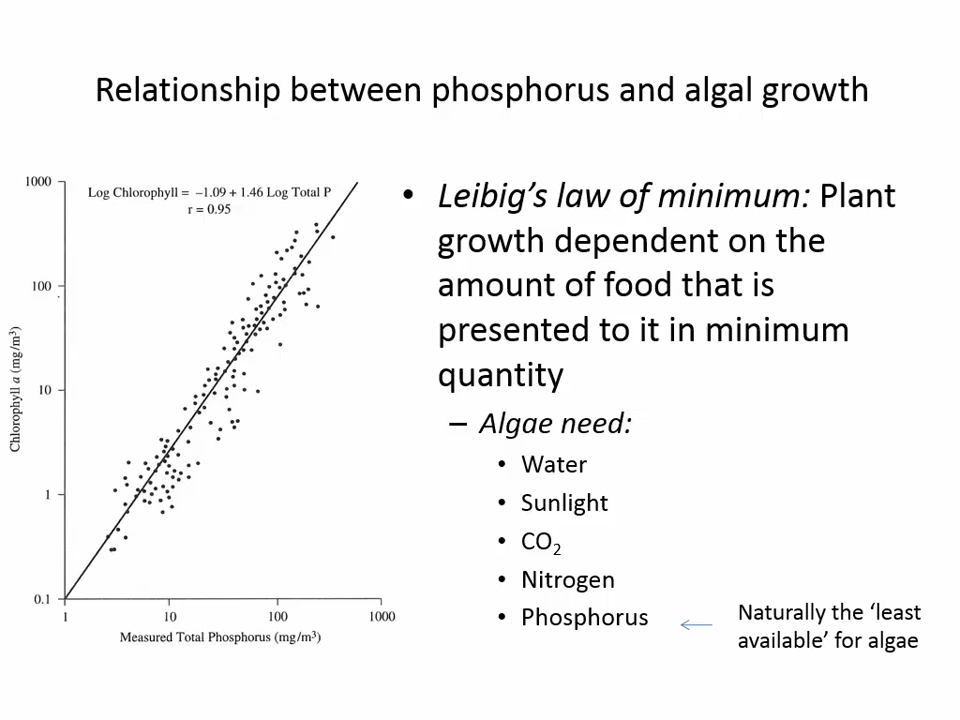 Relationship between phosphorus and algal growth
Log Chlorophyll = –1.09 + 1.46 Log Total P
r = 0.95
1000
100
10
1
0.1
1
10
100
1000
Chlorophyll a (mg/m³)
Measured Total Phosphorus (mg/m³)
• Leibig's law of minimum: Plant
growth dependent on the
amount of food that is
presented to it in minimum
quantity
– Algae need:
• Water
• Sunlight
• CO₂
• Nitrogen
• Phosphorus
Naturally the ‘least
available’ for algae